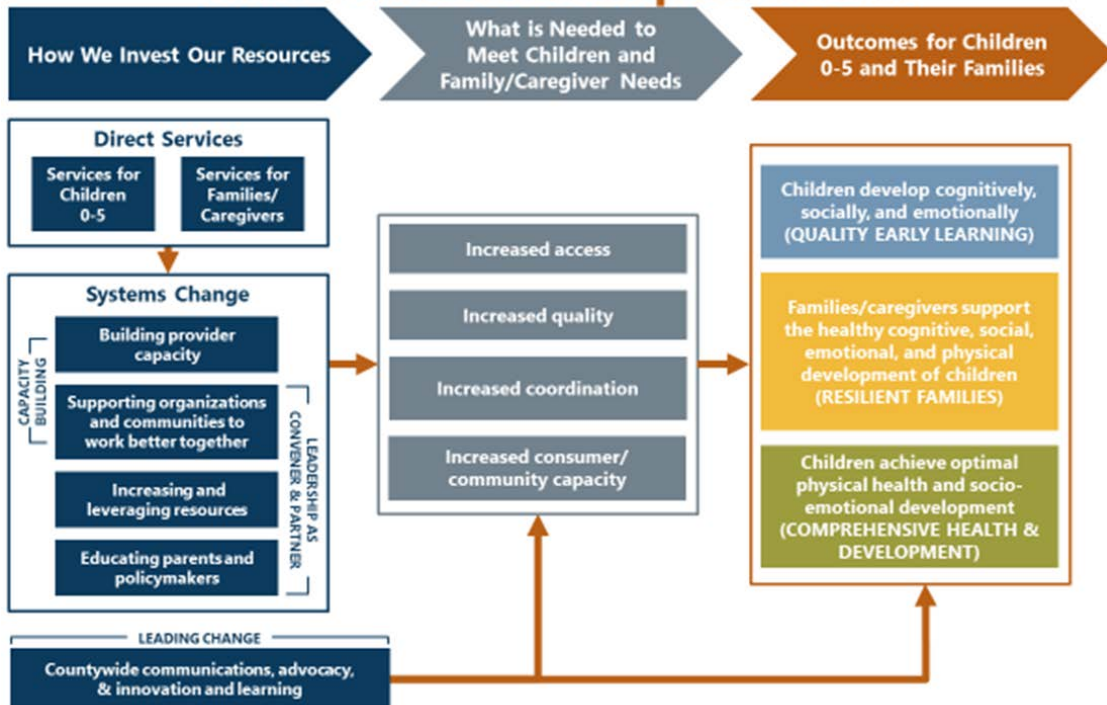 How We Invest Our Resources
What is Needed to
Meet Children and
Family/Caregiver Needs
Outcomes for Children
0-5 and Their Families
Direct Services
Services for
Children
0-5
Services for
Families/
Caregivers
Systems Change
CAPACITY
BUILDING
Building provider
capacity
Supporting organizations
and communities to
work better together
Increasing and
leveraging resources
Educating parents and
policymakers
LEADERSHIP AS
CONVENER & PARTNER
LEADING CHANGE
Countywide communications, advocacy,
& innovation and learning
Increased access
Increased quality
Increased coordination
Increased consumer/
community capacity
Children develop cognitively,
socially, and emotionally
(QUALITY EARLY LEARNING)
Families/caregivers support
the healthy cognitive, social,
emotional, and physical
development of children
(RESILIENT FAMILIES)
Children achieve optimal
physical health and socio-
emotional development
(COMPREHENSIVE HEALTH &
DEVELOPMENT)